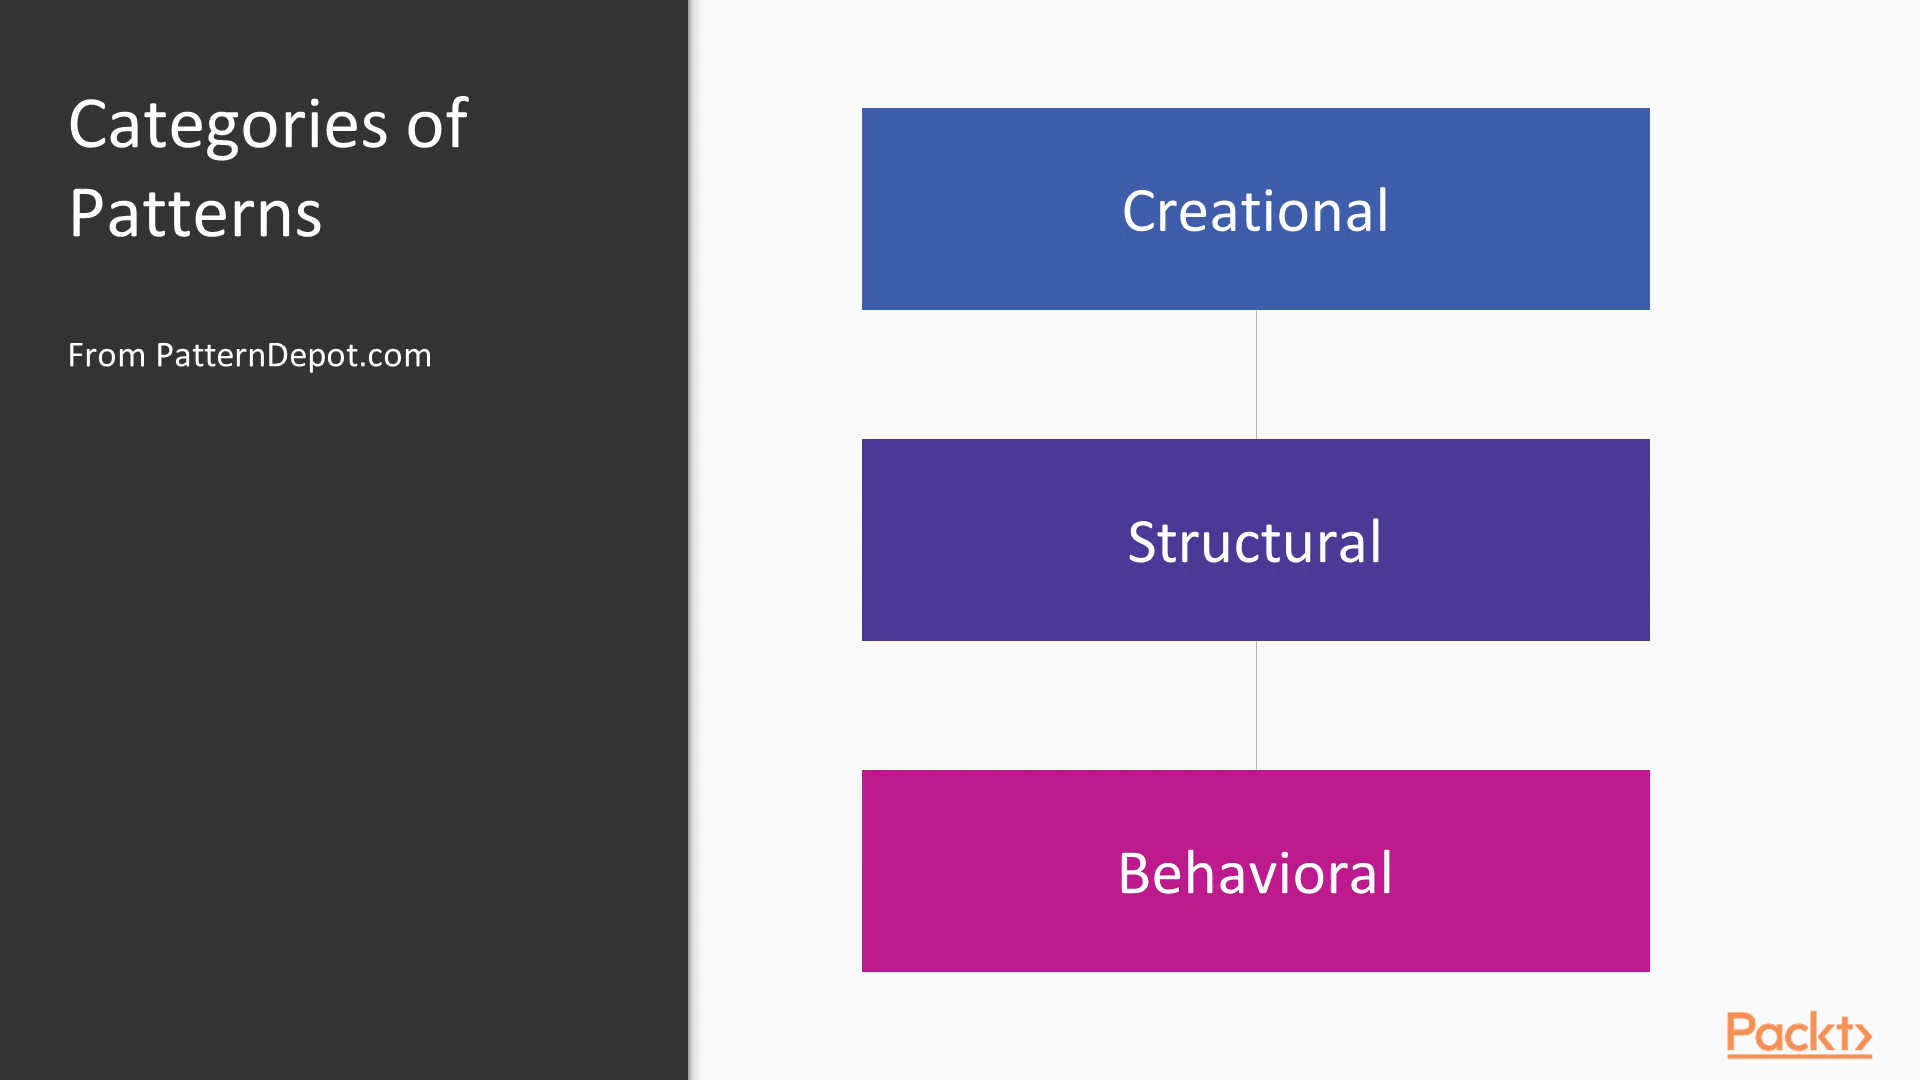 Categories of
Patterns
From PatternDepot.com
Creational
Structural
Behavioral
Packt